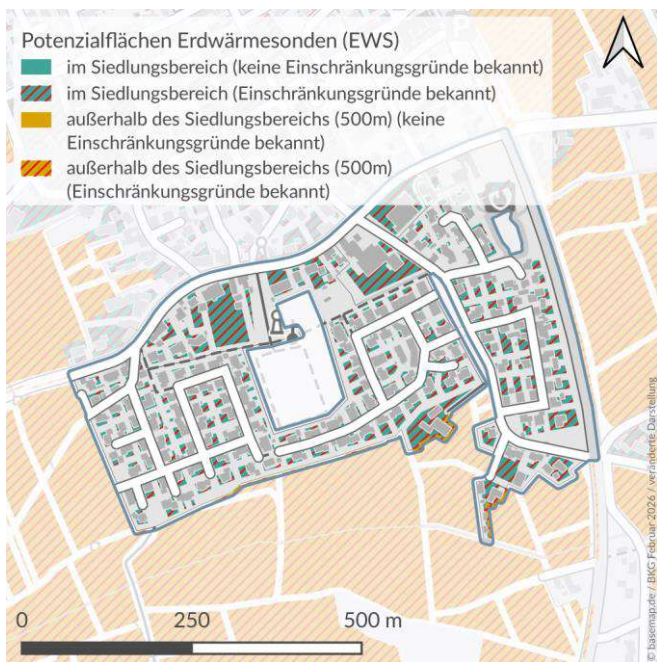 Potenzialflächen Erdwärmesonden (EWS)
im Siedlungsbereich (keine Einschränkungsgründe bekannt)
im Siedlungsbereich (Einschränkungsgründe bekannt)
außerhalb des Siedlungsbereichs (500m) (keine
Einschränkungsgründe bekannt)
außerhalb des Siedlungsbereichs (500m)
(Einschränkungsgründe bekannt)
0
250
500 m
© basemap.de / BKG Februar 2026 / veränderte Darstellung